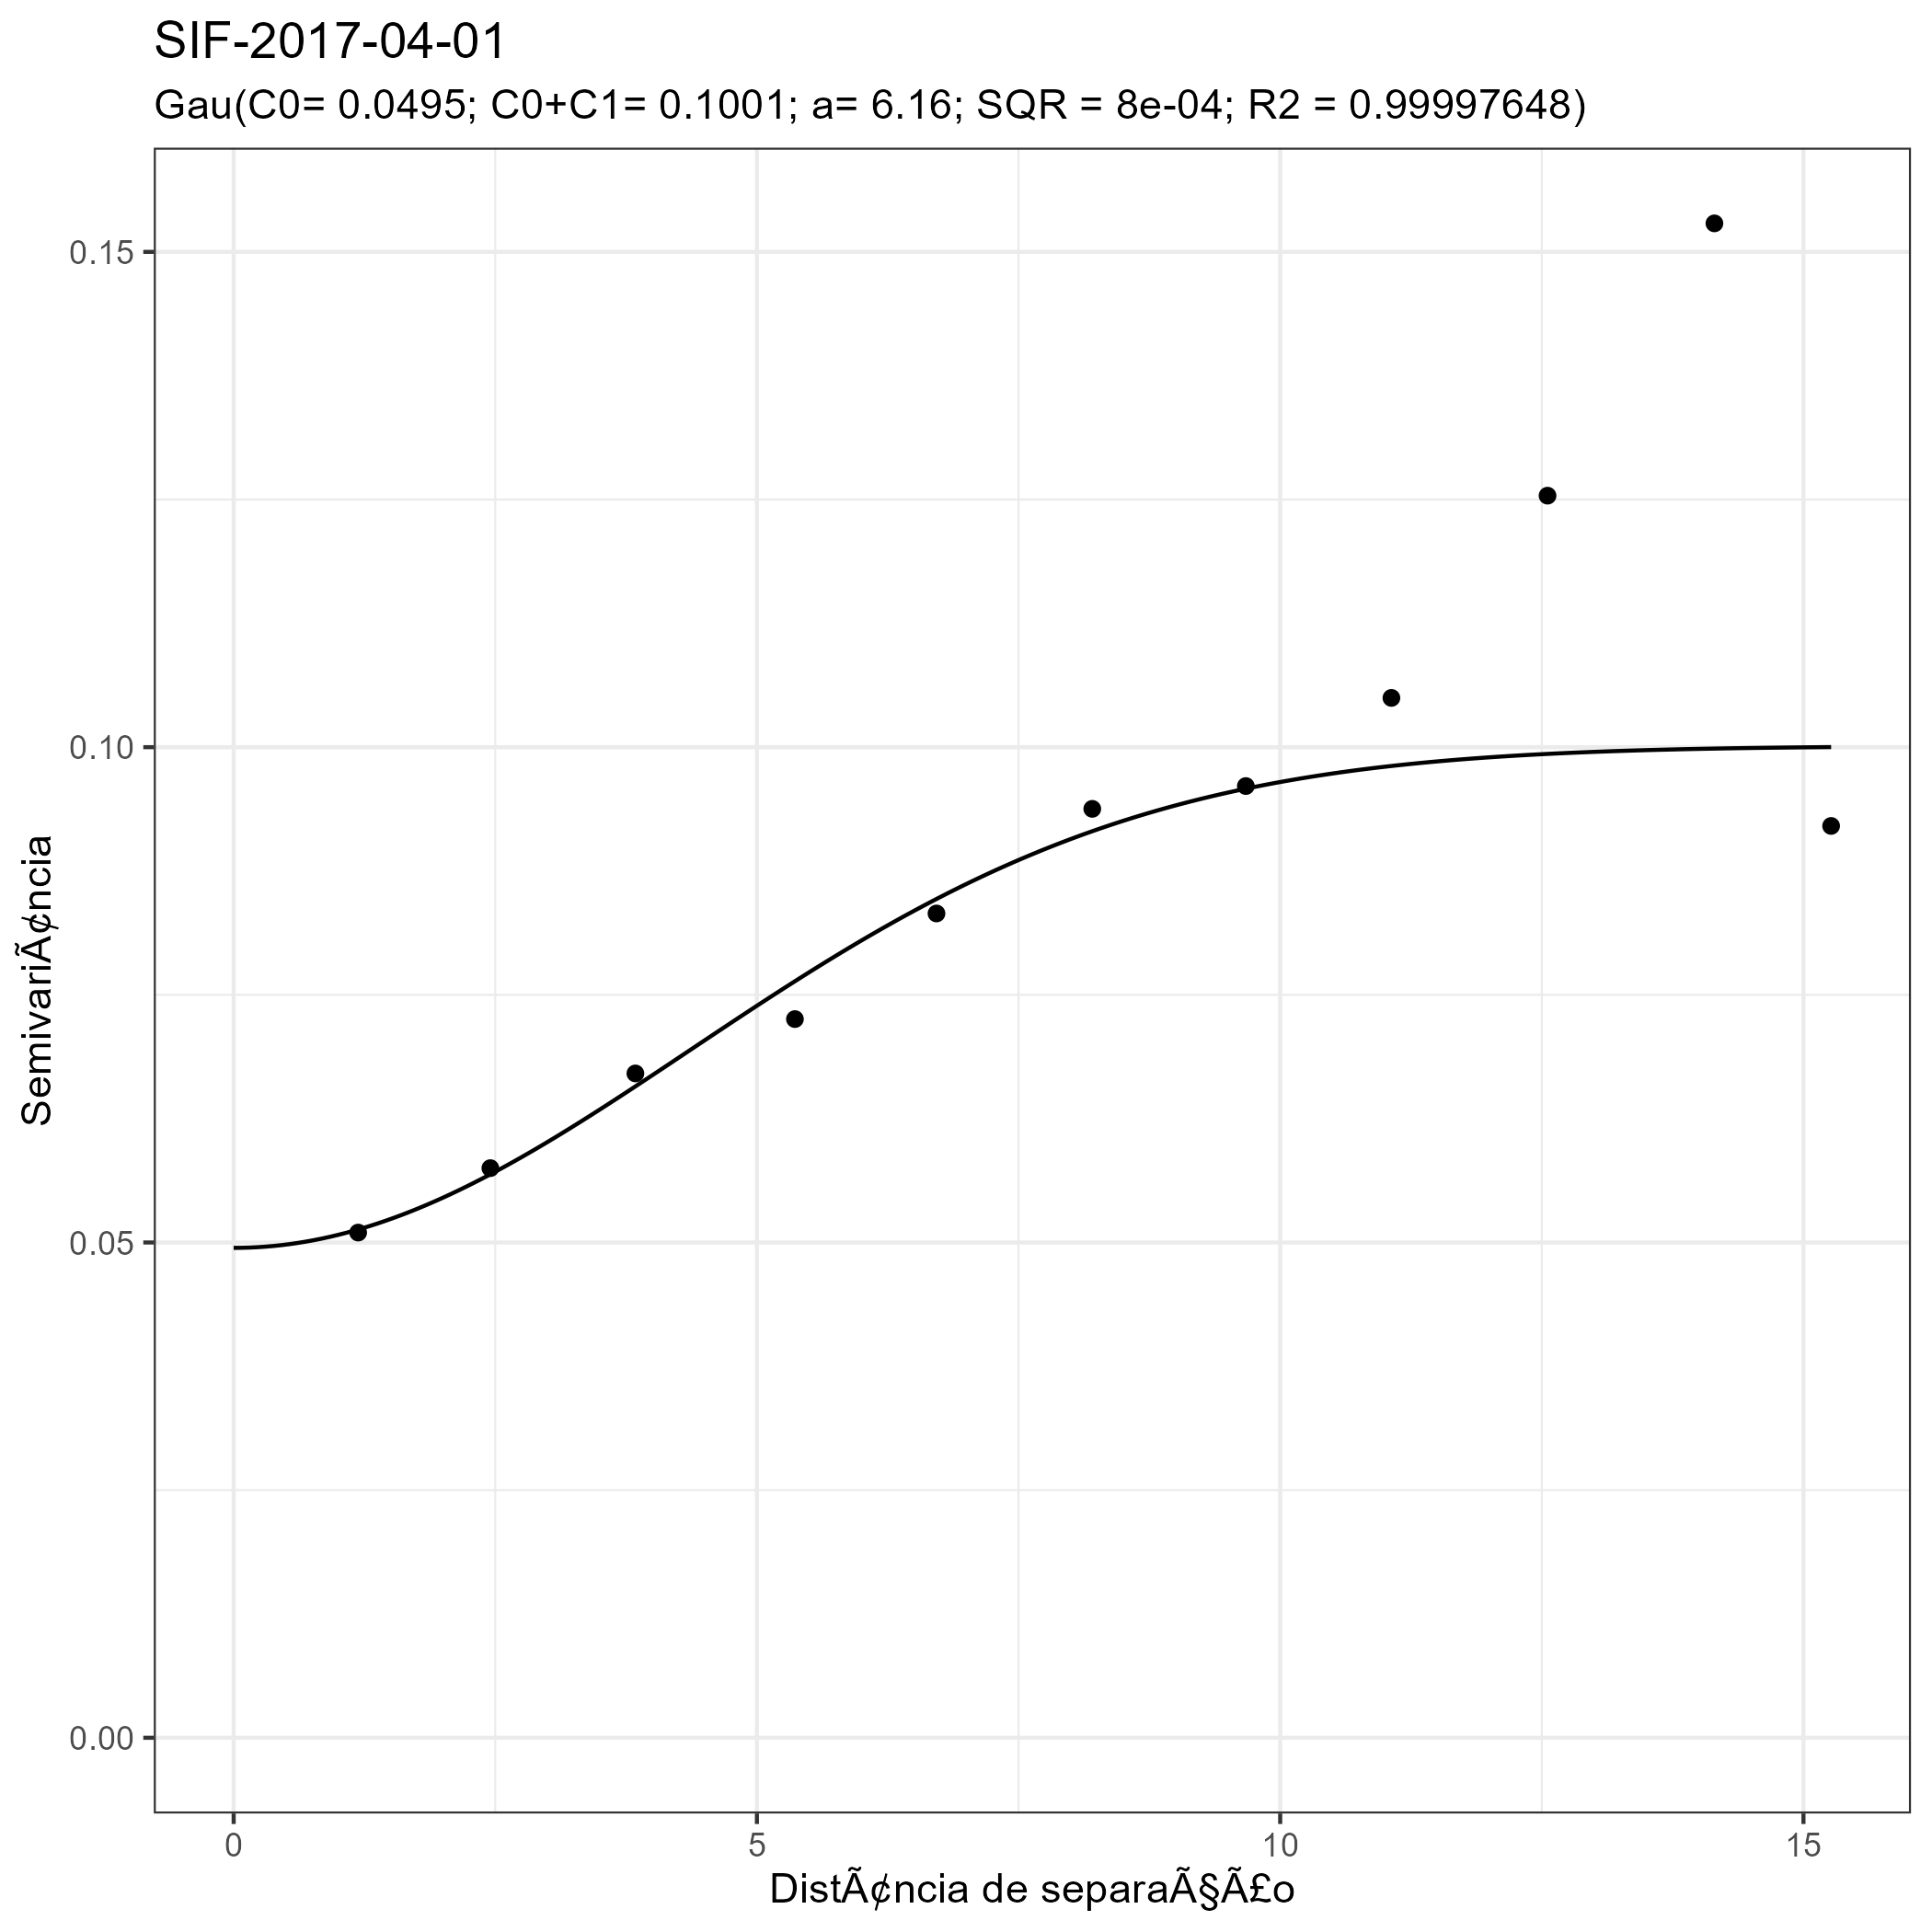 SIF-2017-04-01
Gau(C0= 0.0495; C0+C1= 0.1001; a= 6.16; SQR = 8e-04; R2 = 0.99997648)
SemivariÃ¢ncia
0.15
0.10
0.05
0.00
0 5 10 15
DistÃ¢ncia de separaÃ§Ã£o